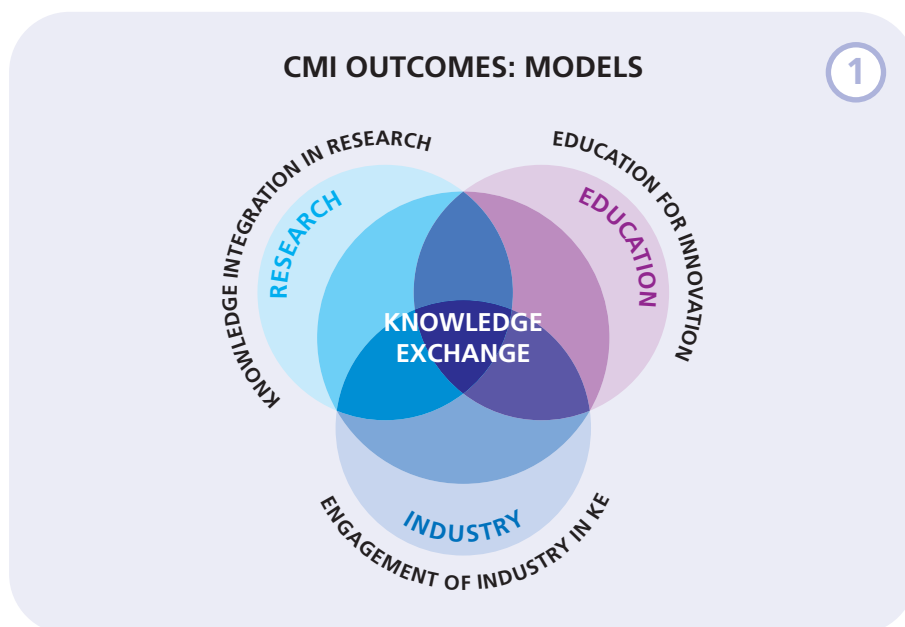 CMI OUTCOMES: MODELS
1
KNOWLEDGE INTEGRATION IN RESEARCH
EDUCATION FOR INNOVATION
RESEARCH
EDUCATION
KNOWLEDGE
EXCHANGE
INDUSTRY
ENGAGEMENT OF INDUSTRY IN KE